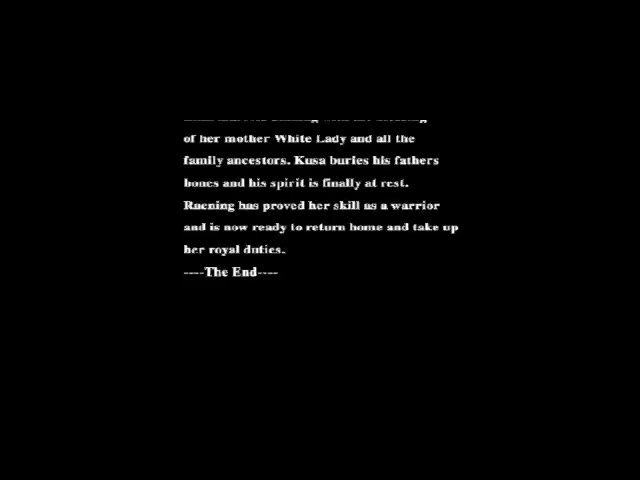 of her mother White Lady and all the
family ancestors. Kusa buries his fathers
bones and his spirit is finally at rest.
Raening has proved her skill as a warrior
and is now ready to return home and take up
her royal duties.
----The End----